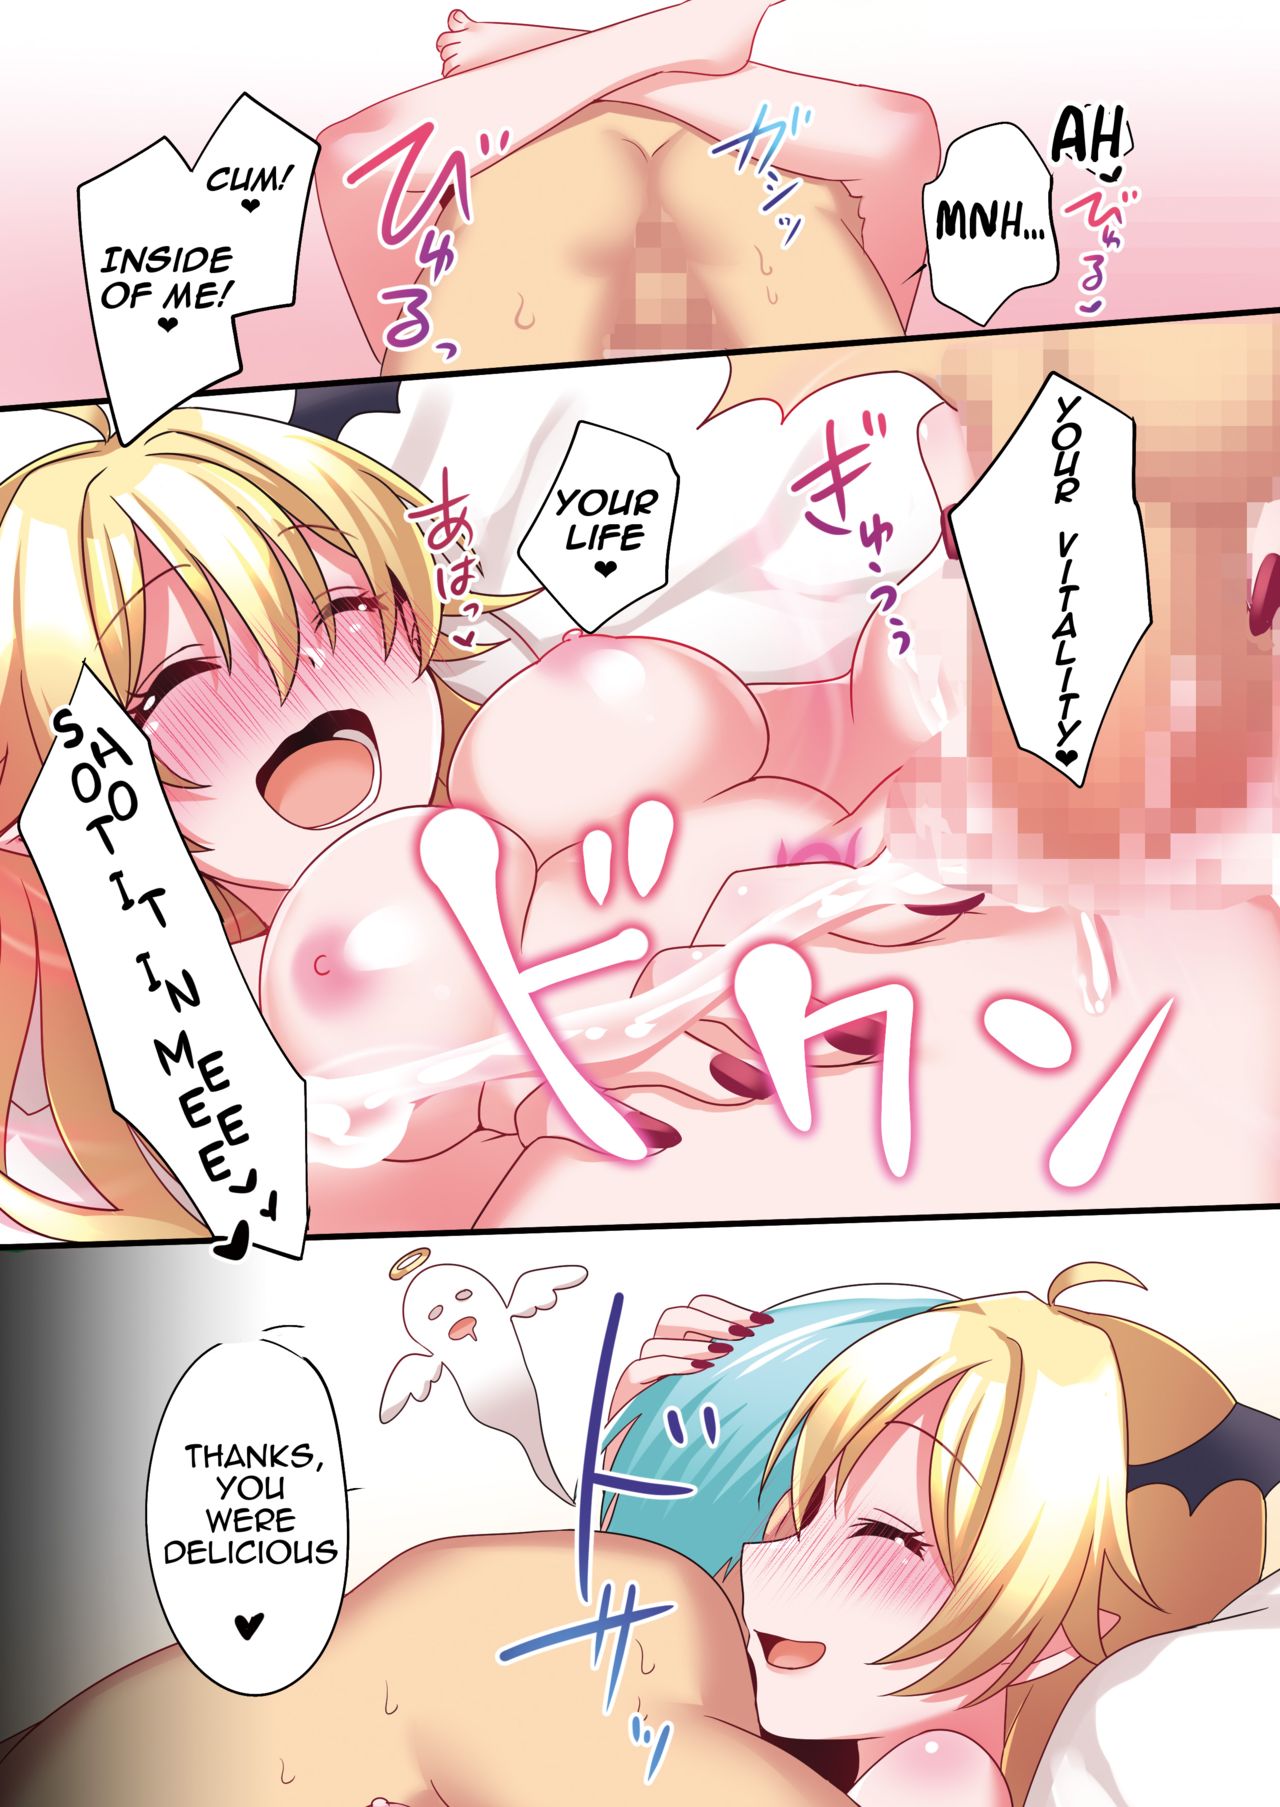 AH
びゅる
MNH...
ガシッ
びゅるっ
CUM!
INSIDE
OF ME!
YOUR VITALITY
ぎゅうぅ
YOUR
LIFE
あはっ
SHOT IT IN MEEE
EEE
ドクン
ドサッ
THANKS,
YOU
WERE
DELICIOUS